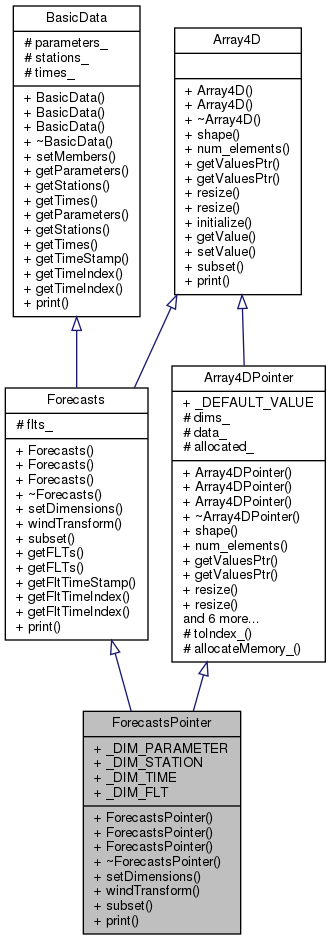 BasicData
# parameters_
# stations_
# times_
+ BasicData()
+ BasicData()
+ BasicData()
+ ~BasicData()
+ setMembers()
+ getParameters()
+ getStations()
+ getTimes()
+ getParameters()
+ getStations()
+ getTimes()
+ getTimeStamp()
+ getTimeIndex()
+ getTimeIndex()
+ print()
Array4D
+ Array4D()
+ Array4D()
+ ~Array4D()
+ shape()
+ num_elements()
+ getValuesPtr()
+ getValuesPtr()
+ resize()
+ resize()
+ initialize()
+ getValue()
+ setValue()
+ subset()
+ print()
Forecasts
# flts_
+ Forecasts()
+ Forecasts()
+ Forecasts()
+ ~Forecasts()
+ setDimensions()
+ windTransform()
+ subset()
+ getFLTs()
+ getFLTs()
+ getFltTimeStamp()
+ getFltTimeIndex()
+ getFltTimeIndex()
+ print()
Array4DPointer
+ _DEFAULT_VALUE
# dims_
# data_
# allocated_
+ Array4DPointer()
+ Array4DPointer()
+ Array4DPointer()
+ ~Array4DPointer()
+ shape()
+ num_elements()
+ getValuesPtr()
+ getValuesPtr()
+ resize()
+ resize()
and 6 more...
# toIndex_()
# allocateMemory_()
ForecastsPointer
+ _DIM_PARAMETER
+ _DIM_STATION
+ _DIM_TIME
+ _DIM_FLT
+ ForecastsPointer()
+ ForecastsPointer()
+ ForecastsPointer()
+ ~ForecastsPointer()
+ setDimensions()
+ windTransform()
+ subset()
+ print()